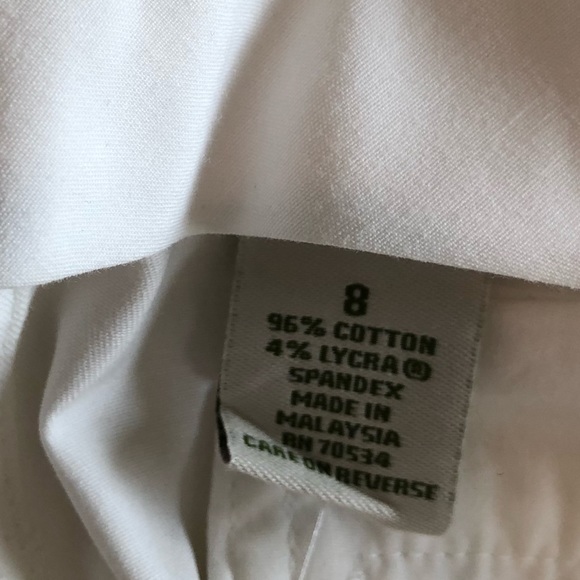 8
96% COTTON
4% LYCRA®
SPANDEX
MADE IN
MALAYSIA
RN 70534
CARE ON REVERSE